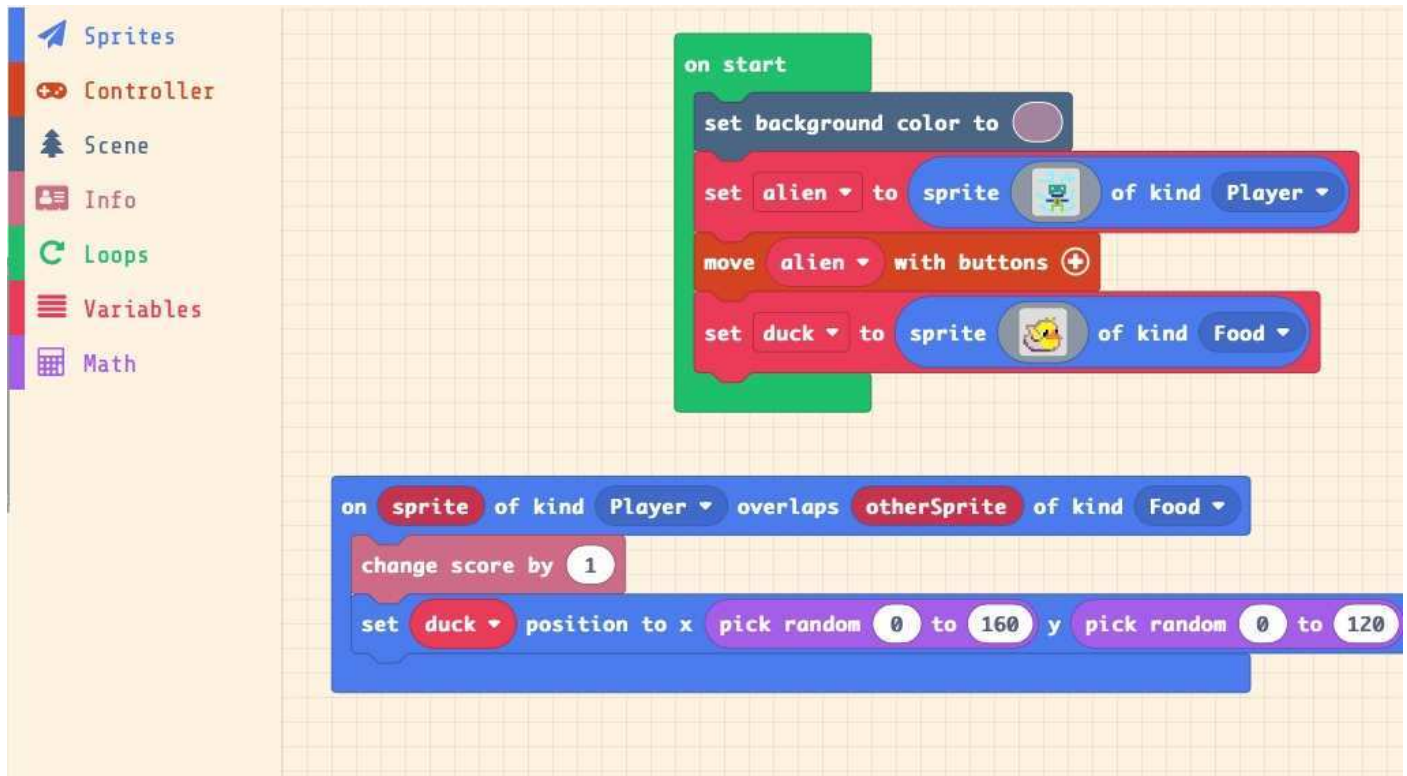 Sprites
Controller
Scene
Info
Loops
Variables
Math
on start
set background color to
set alien to sprite of kind Player
move alien with buttons
set duck to sprite of kind Food
on sprite of kind Player overlaps otherSprite of kind Food
change score by 1
set duck position to x pick random 0 to 160 y pick random 0 to 120